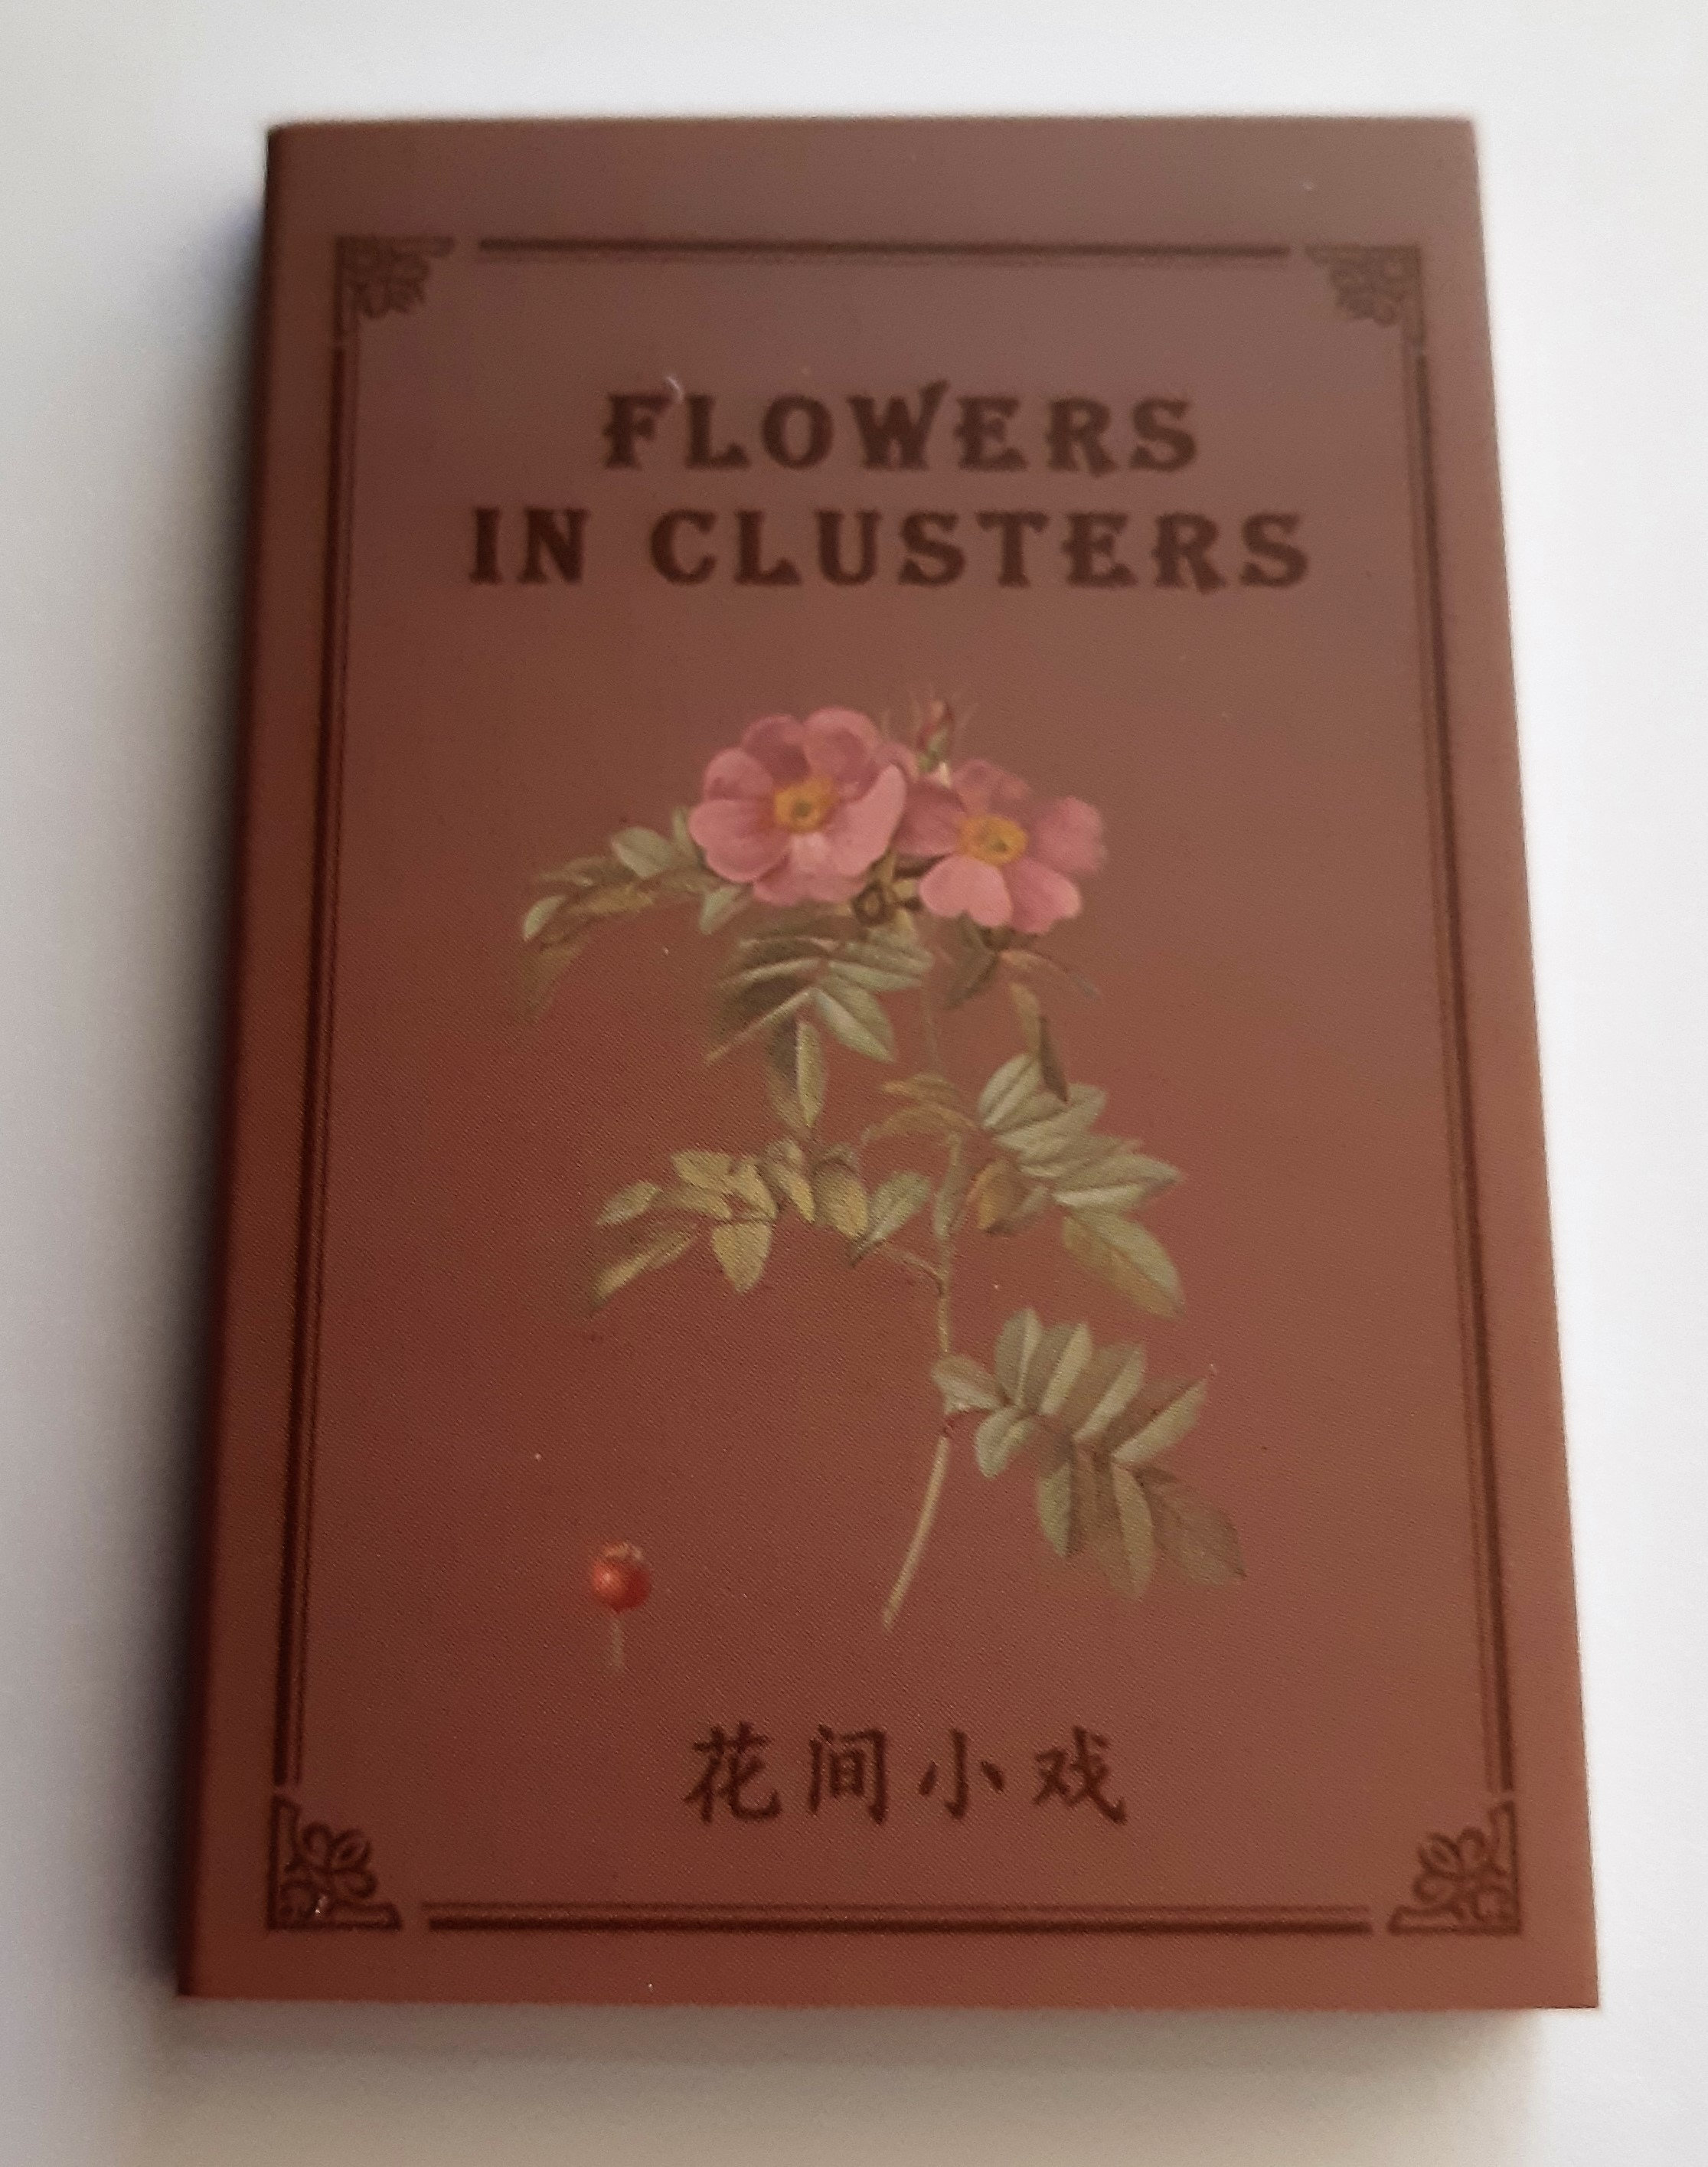 FLOWERS
IN CLUSTERS
花间小戏